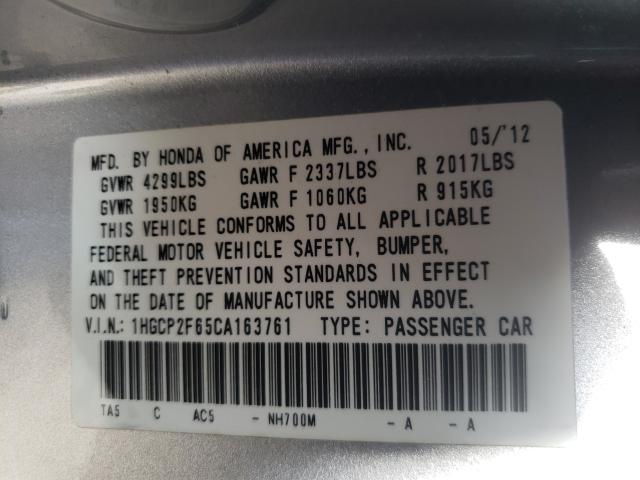 MFD. BY HONDA OF AMERICA MFG., INC. 05/'12
GVWR 4299LBS GAWR F 2337LBS R 2017LBS
GVWR 1950KG GAWR F 1060KG R 915KG
THIS VEHICLE CONFORMS TO ALL APPLICABLE
FEDERAL MOTOR VEHICLE SAFETY, BUMPER,
AND THEFT PREVENTION STANDARDS IN EFFECT
ON THE DATE OF MANUFACTURE SHOWN ABOVE.
V.I.N.: 1HGCP2F65CA163761 TYPE: PASSENGER CAR
TA5 C AC5 - NH700M - A - A